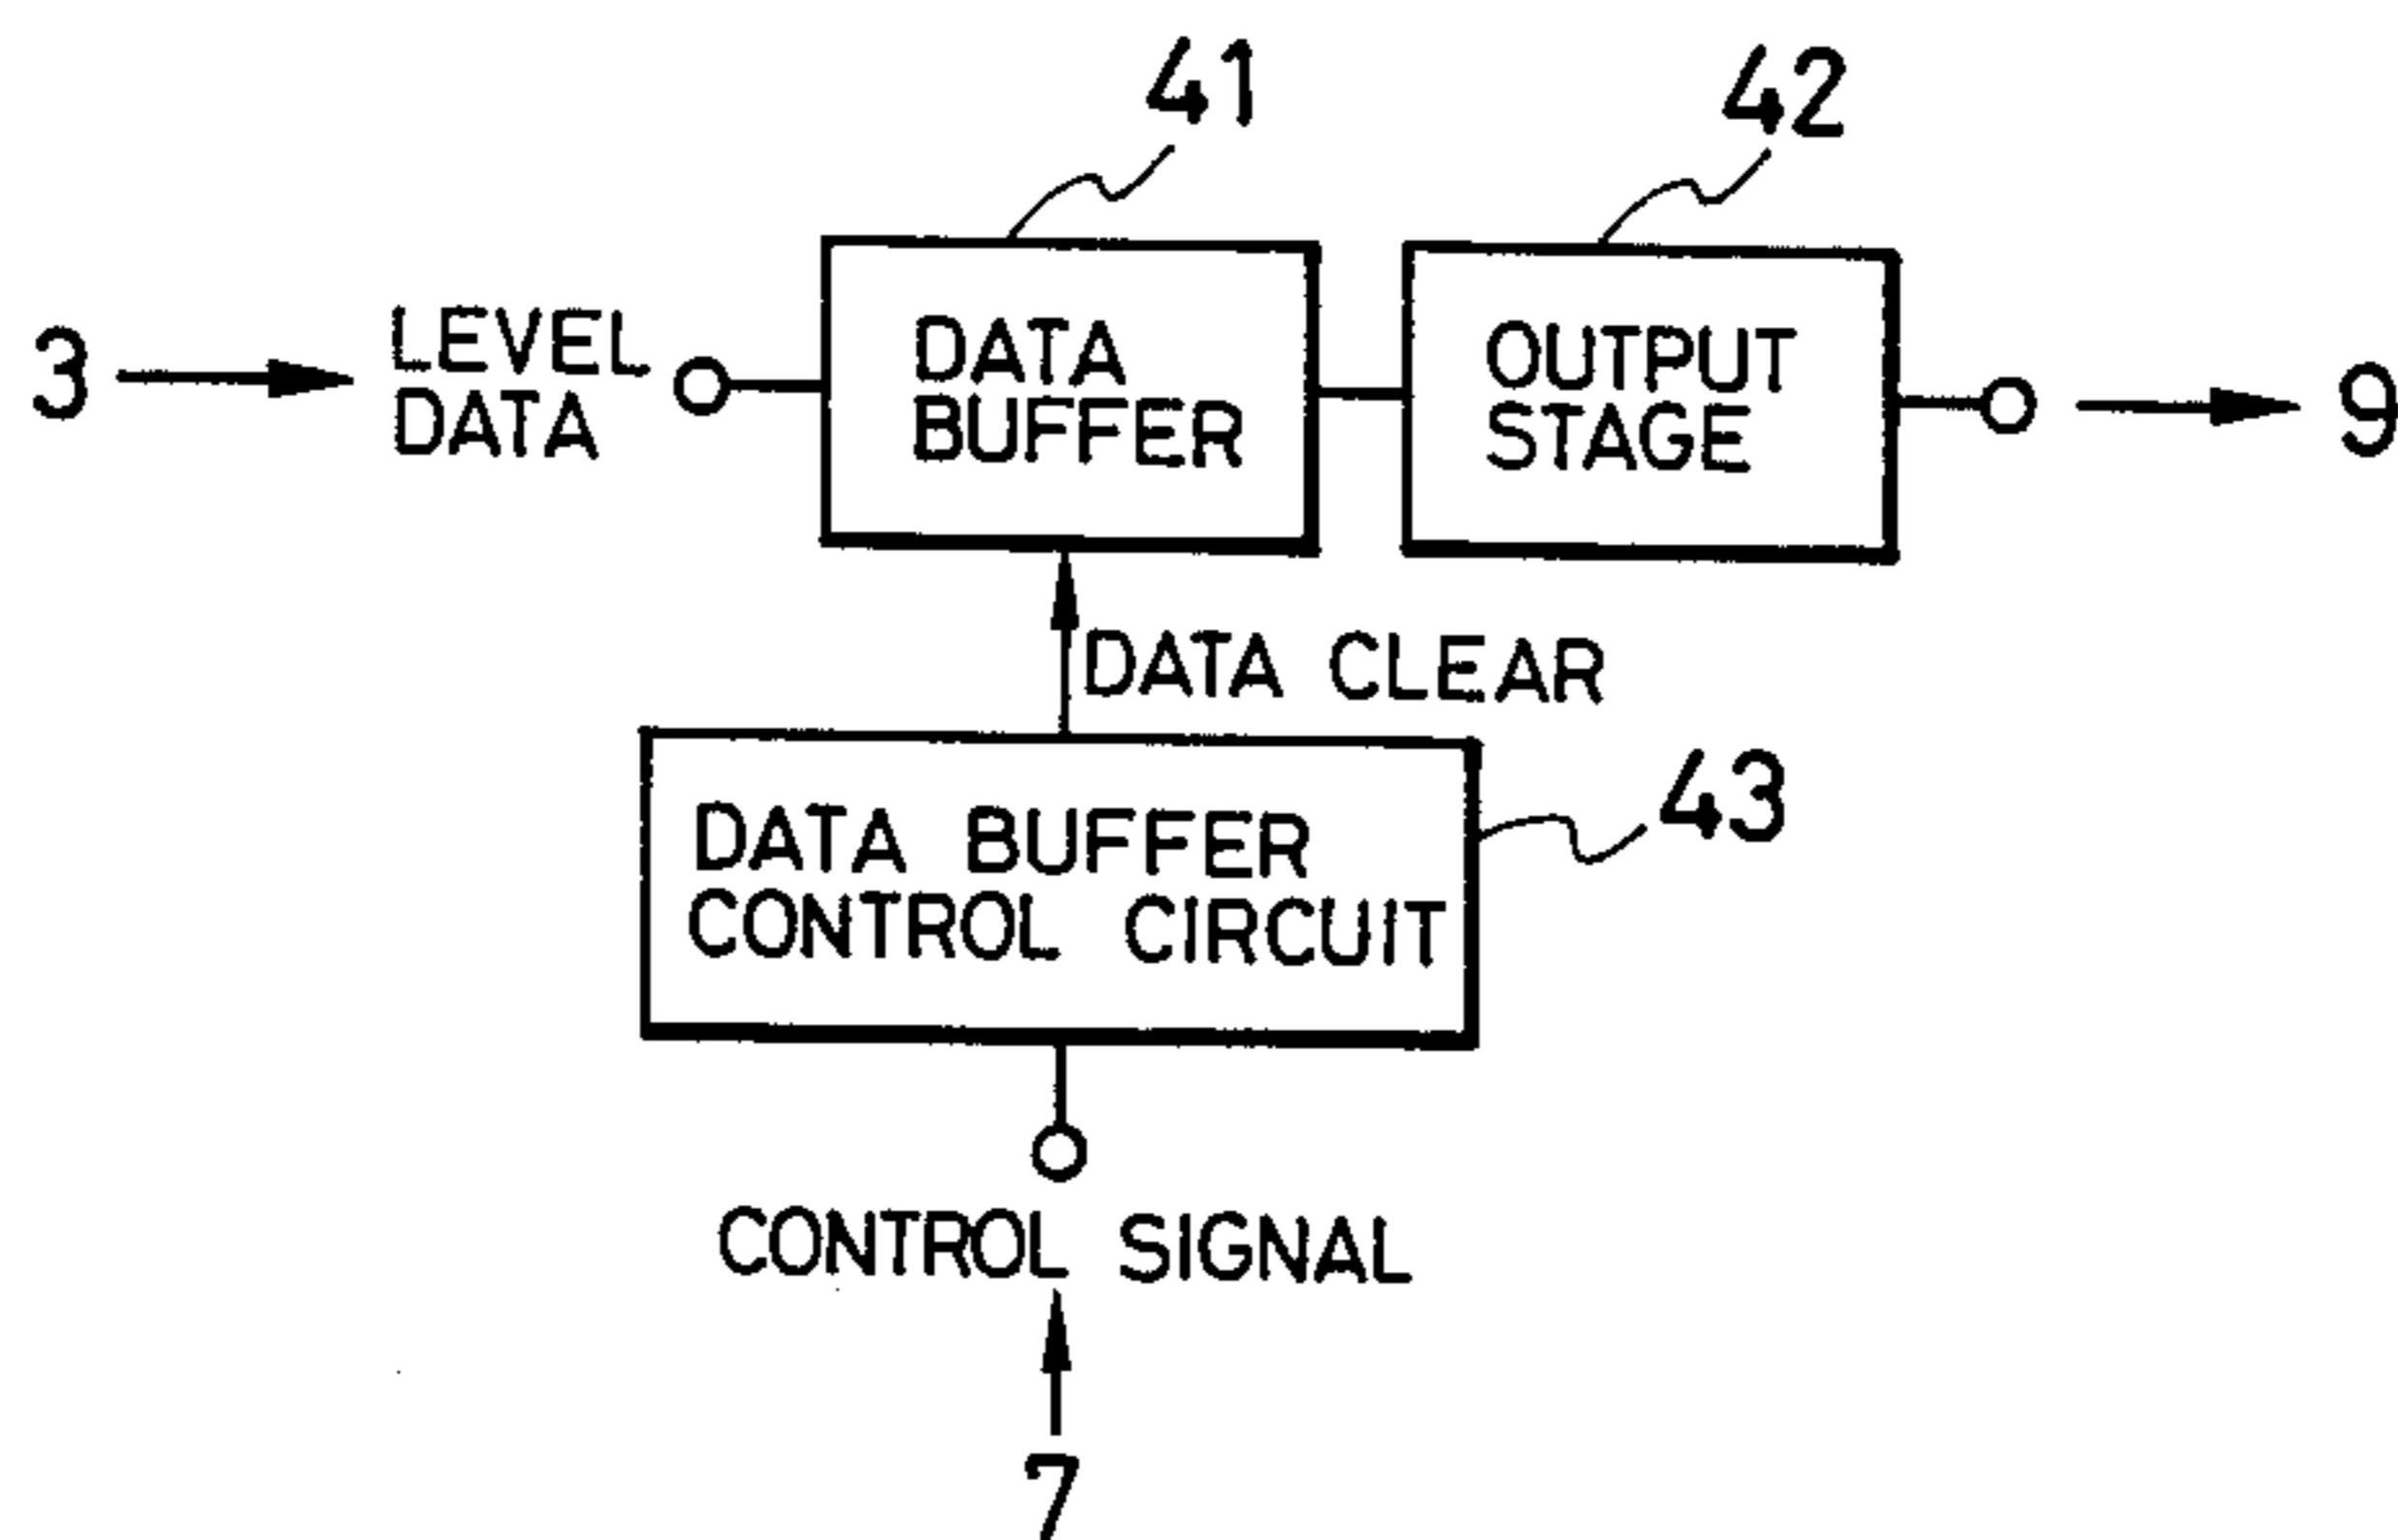 41
42
3
LEVEL
DATA
DATA
BUFFER
OUTPUT
STAGE
9
DATA CLEAR
DATA BUFFER
CONTROL CIRCUIT
43
CONTROL SIGNAL
7